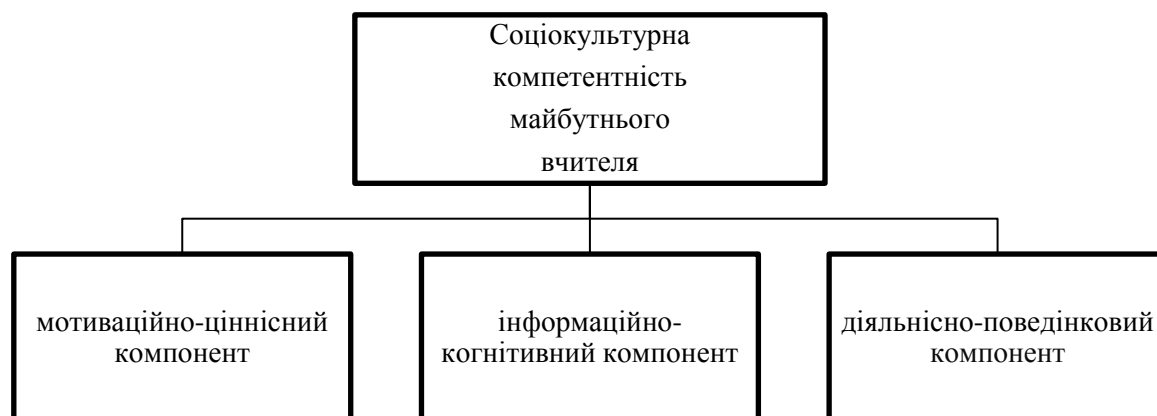 Соціокультурна
компетентність
майбутнього
вчителя
мотиваційно-ціннісний
компонент
інформаційно-
когнітивний компонент
діяльнісно-поведінковий
компонент